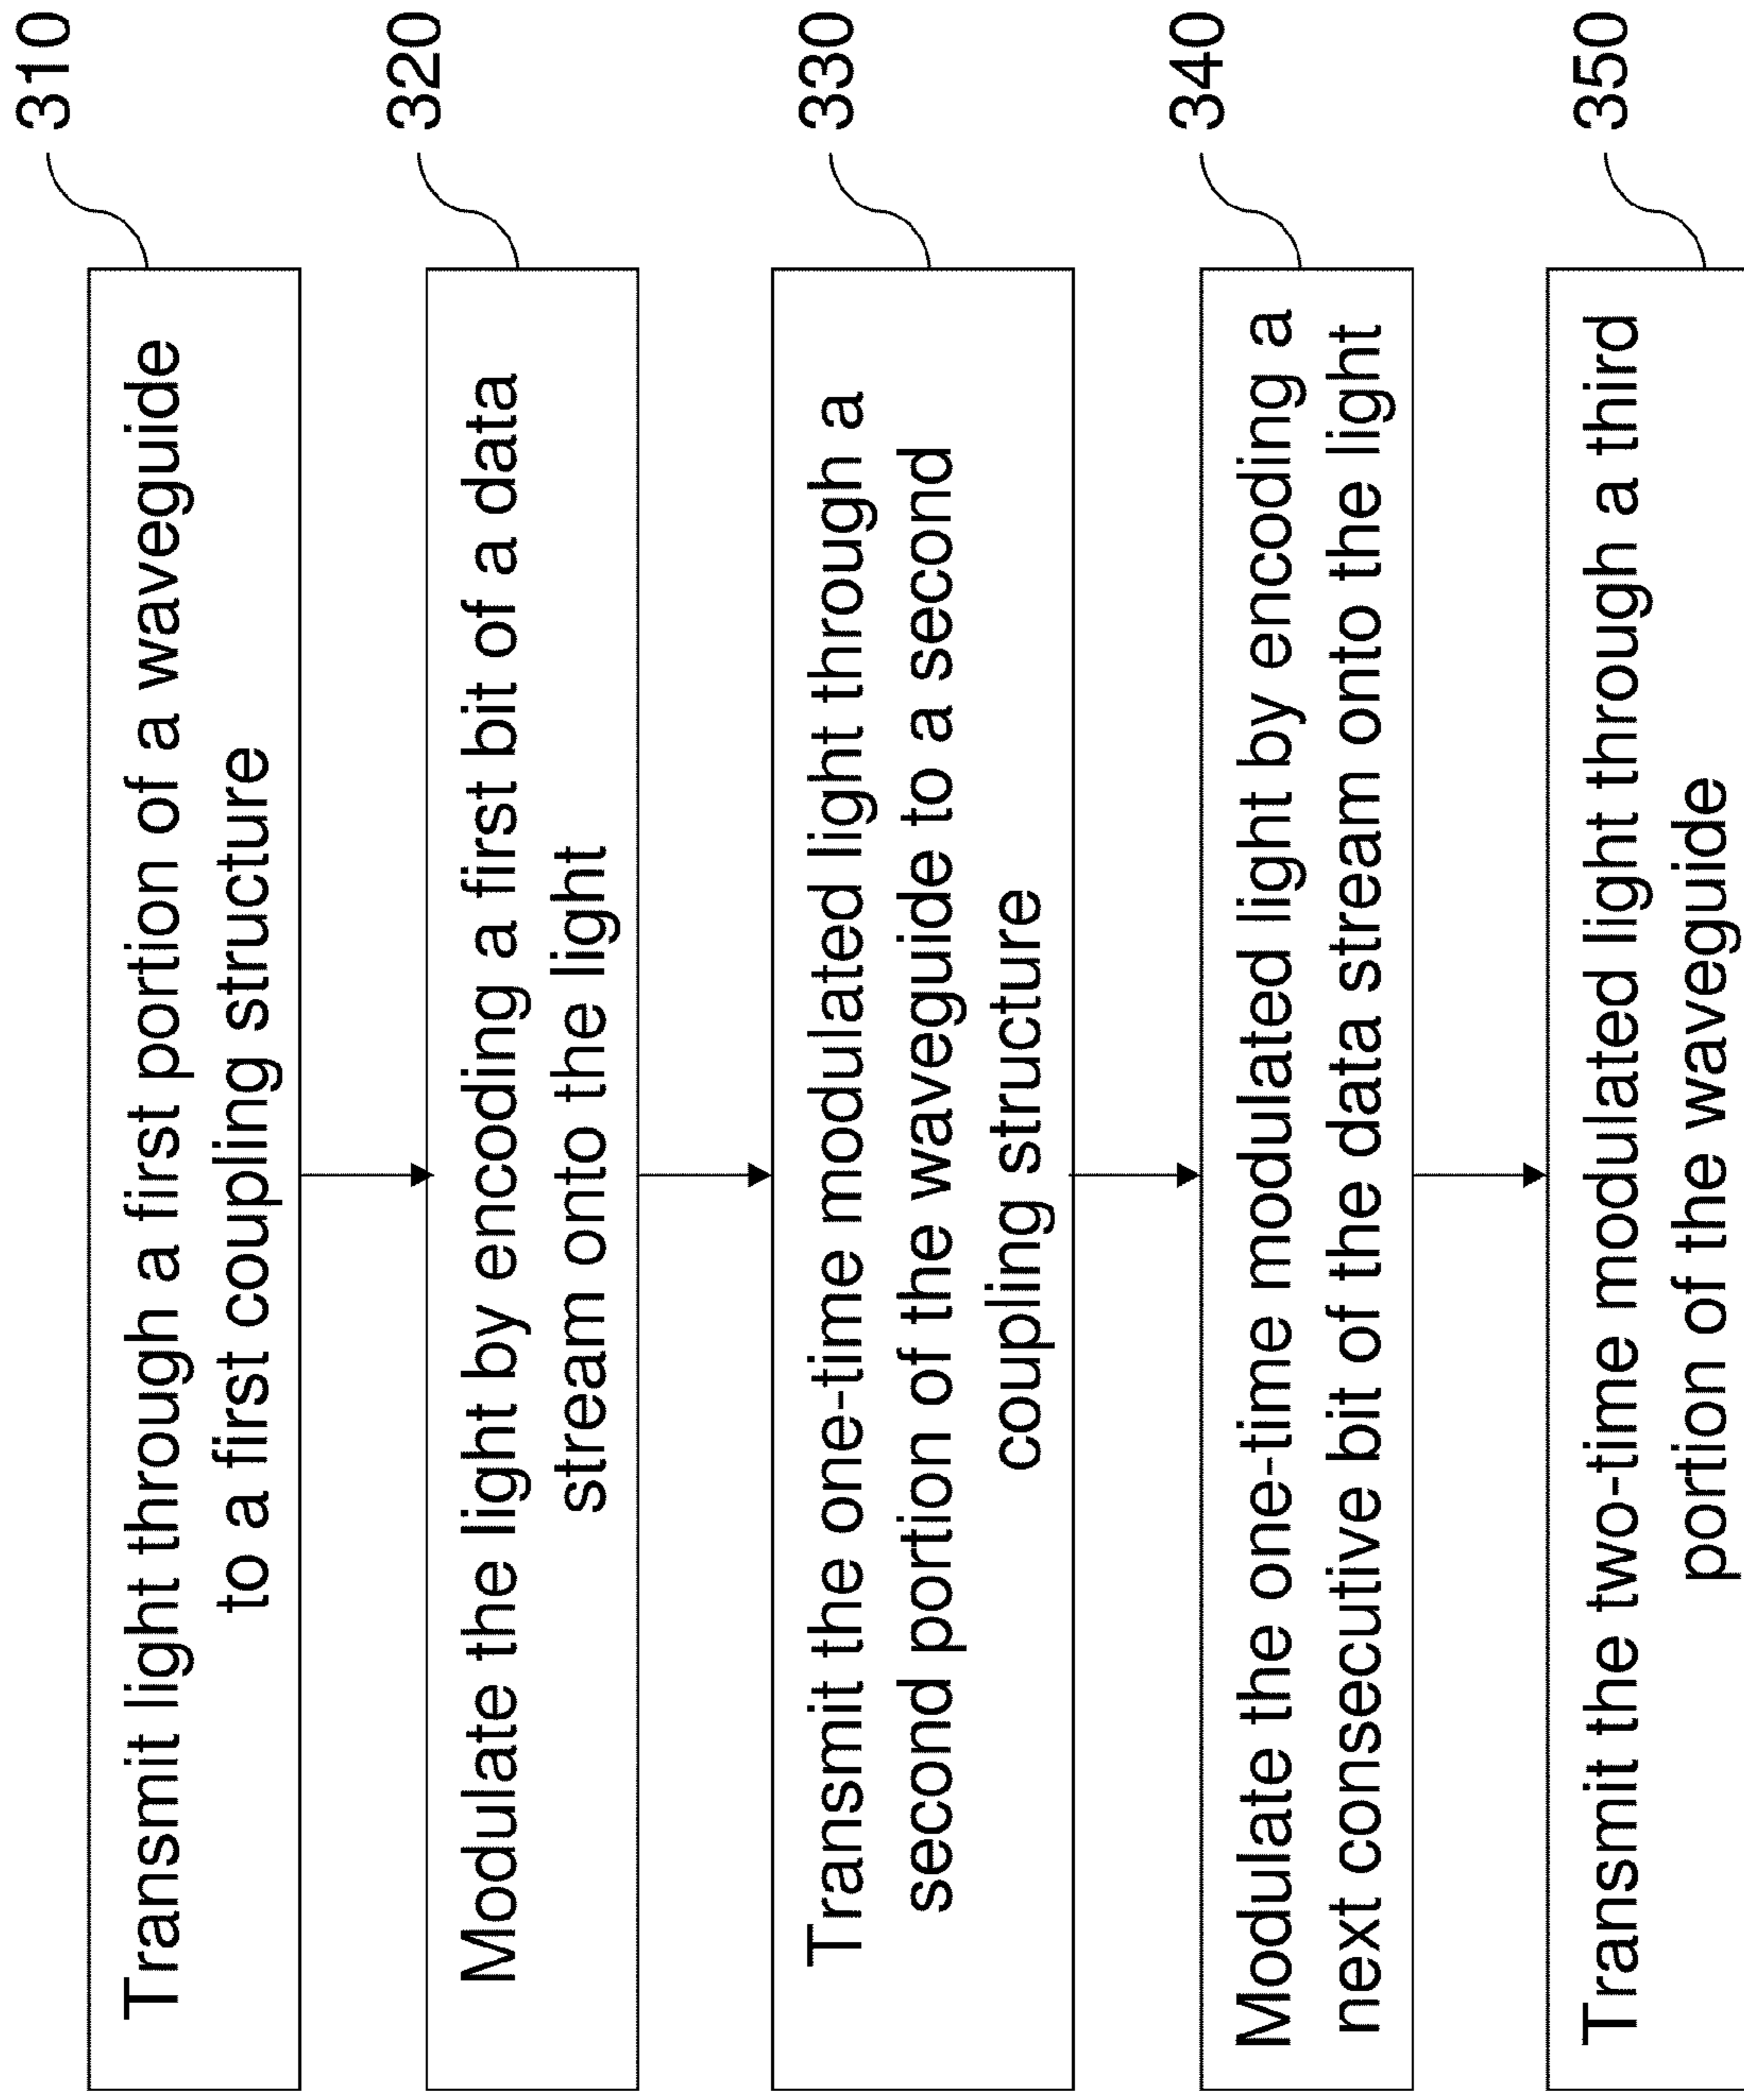 310
Transmit light through a first portion of a waveguide
to a first coupling structure
320
Modulate the light by encoding a first bit of a data
stream onto the light
330
Transmit the one-time modulated light through a
second portion of the waveguide to a second
coupling structure
340
Modulate the one-time modulated light by encoding a
next consecutive bit of the data stream onto the light
350
Transmit the two-time modulated light through a third
portion of the waveguide